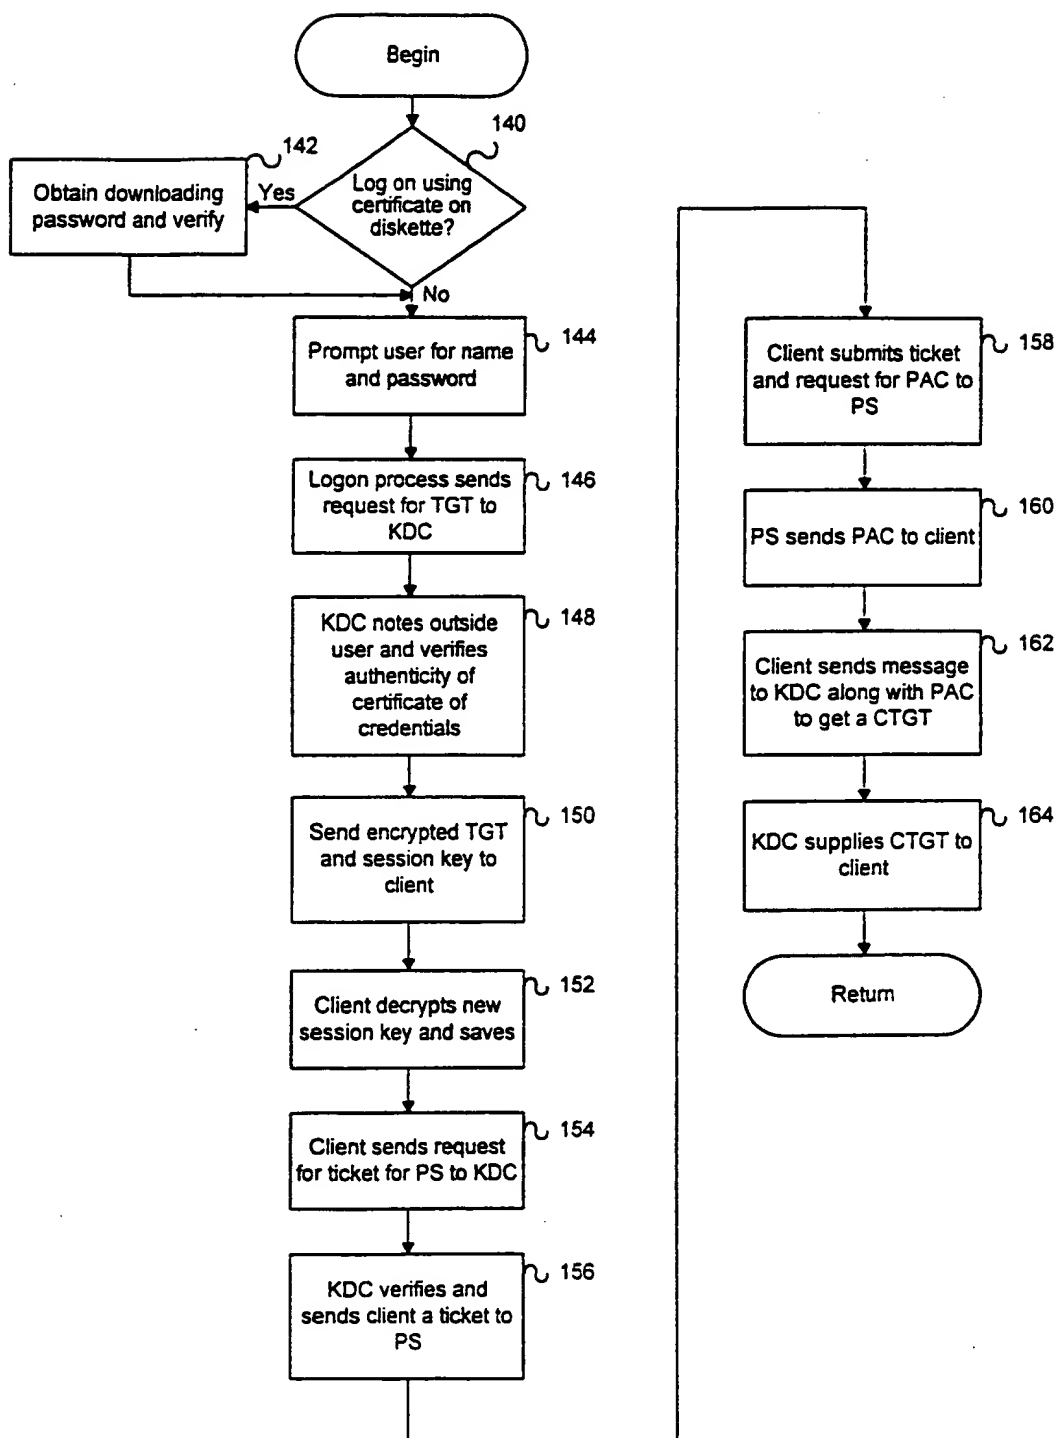 Begin
140
Log on using
certificate on
diskette?
142
Yes
Obtain downloading
password and verify
No
144
Prompt user for name
and password
146
Logon process sends
request for TGT to
KDC
148
KDC notes outside
user and verifies
authenticity of
certificate of
credentials
150
Send encrypted TGT
and session key to
client
152
Client decrypts new
session key and saves
154
Client sends request
for ticket for PS to KDC
156
KDC verifies and
sends client a ticket to
PS
158
Client submits ticket
and request for PAC to
PS
160
PS sends PAC to client
162
Client sends message
to KDC along with PAC
to get a CTGT
164
KDC supplies CTGT to
client
Return